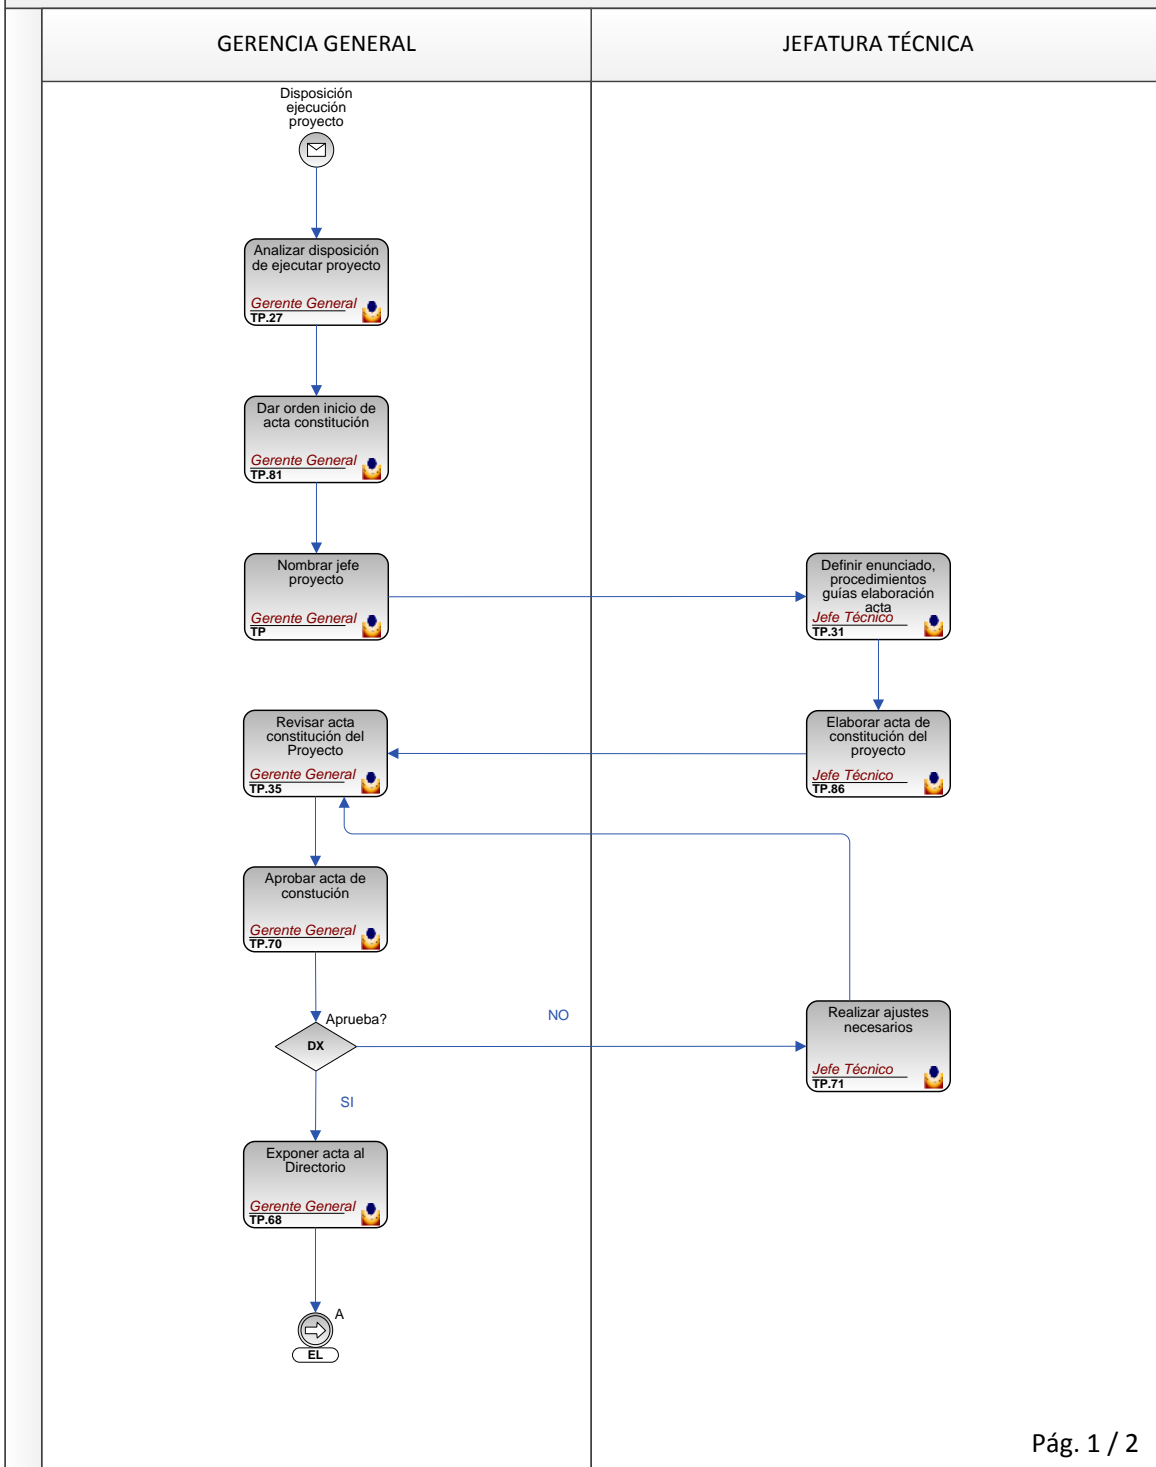 GERENCIA GENERAL
JEFATURA TÉCNICA
Disposición
ejecución
proyecto
Analizar disposición
de ejecutar proyecto
Gerente General
TP.27
Dar orden inicio de
acta constitución
Gerente General
TP.81
Nombrar jefe
proyecto
Gerente General
TP
Definir enunciado,
procedimientos
guías elaboración
acta
Jefe Técnico
TP.31
Revisar acta
constitución del
Proyecto
Gerente General
TP.35
Elaborar acta de
constitución del
proyecto
Jefe Técnico
TP.86
Aprobar acta de
constución
Gerente General
TP.70
Aprueba?
DX
NO
Realizar ajustes
necesarios
Jefe Técnico
TP.71
SI
Exponer acta al
Directorio
Gerente General
TP.68
A
EL
Pág. 1 / 2